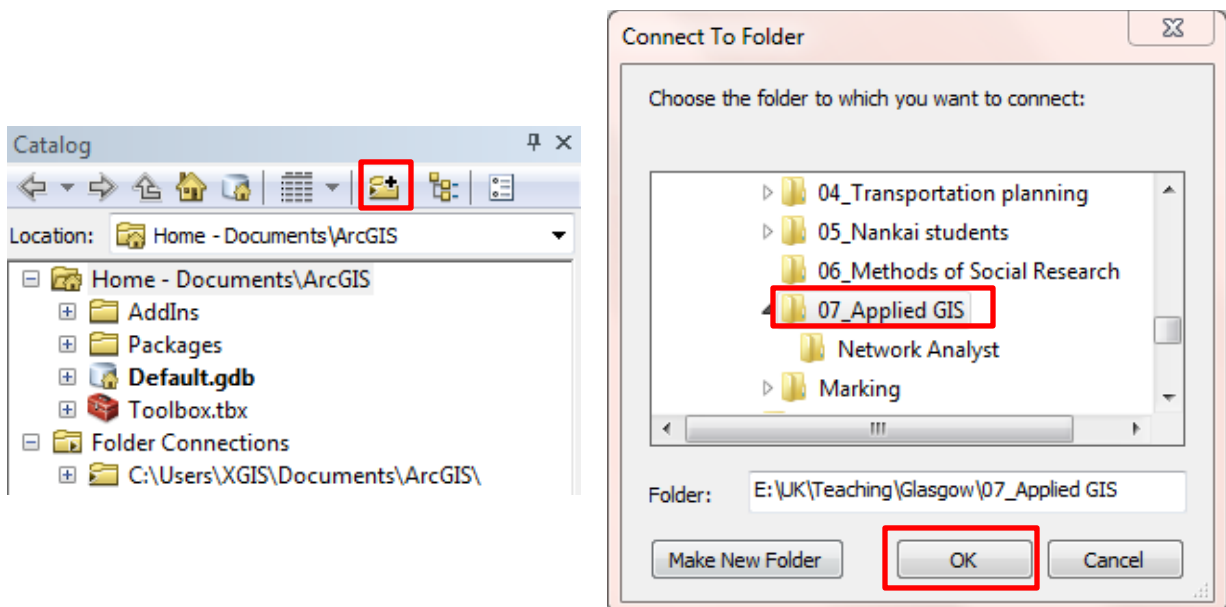 Catalog
Location: Home - Documents\ArcGIS
Home - Documents\ArcGIS
AddIns
Packages
Default.gdb
Toolbox.tbx
Folder Connections
C:\Users\XGIS\Documents\ArcGIS\
Connect To Folder
Choose the folder to which you want to connect:
04_Transportation planning
05_Nankai students
06_Methods of Social Research
07_Applied GIS
Network Analyst
Marking
Folder: E:\UK\Teaching\Glasgow\07_Applied GIS
Make New Folder OK Cancel